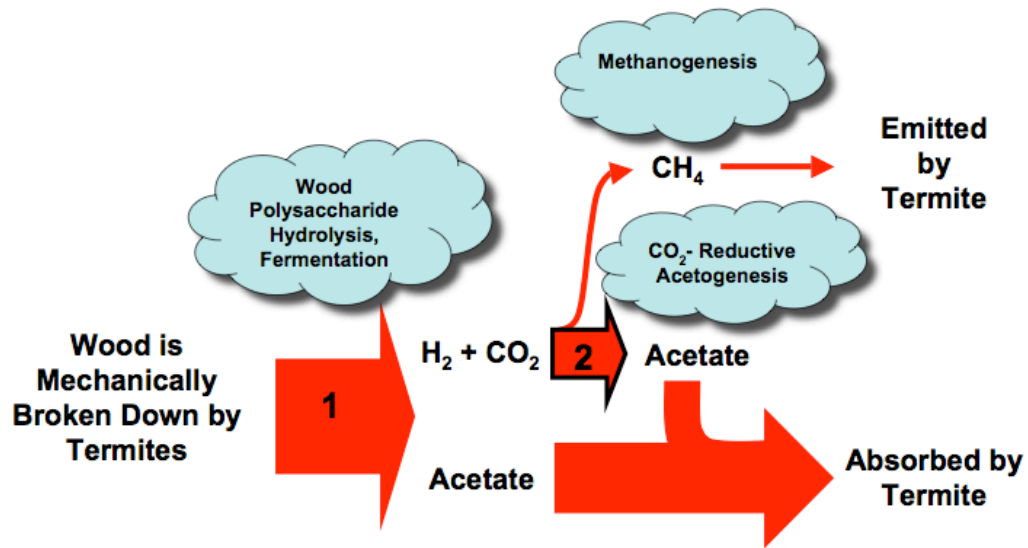 Methanogenesis
CH₄
Emitted
by
Termite
Wood
Polysaccharide
Hydrolysis,
Fermentation
CO₂- Reductive
Acetogenesis
Wood is
Mechanically
Broken Down by
Termites
1
H₂ + CO₂
2
Acetate
Acetate
Absorbed by
Termite